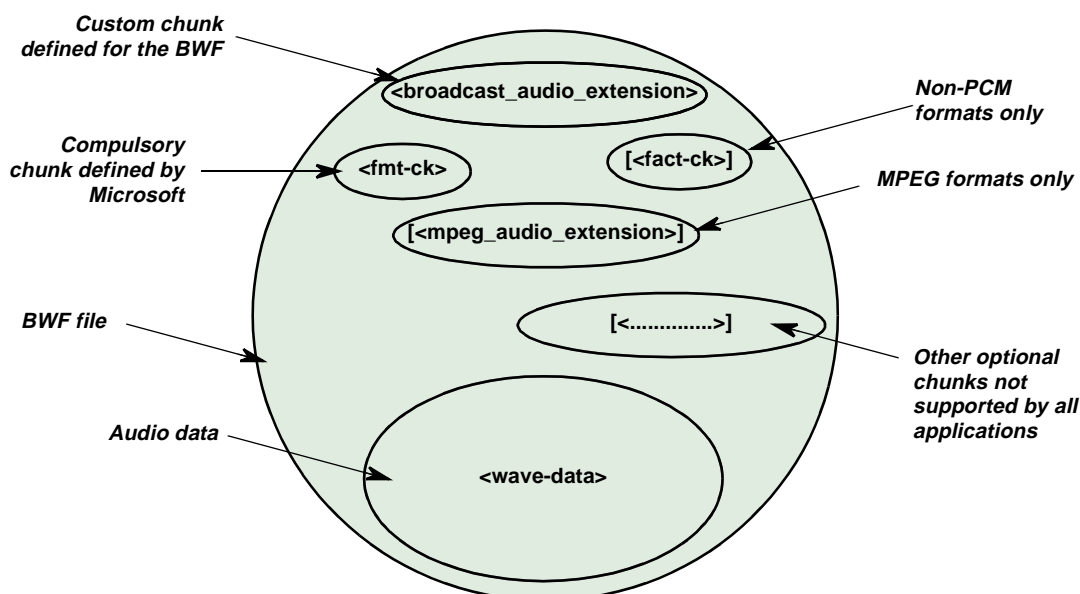 Custom chunk
defined for the BWF
<broadcast_audio_extension>
Non-PCM
formats only
Compulsory
chunk defined by
Microsoft
<fmt-ck>
[<fact-ck>]
MPEG formats only
[<mpeg_audio_extension>]
BWF file
[<..............>]
Other optional
chunks not
supported by all
applications
Audio data
<wave-data>